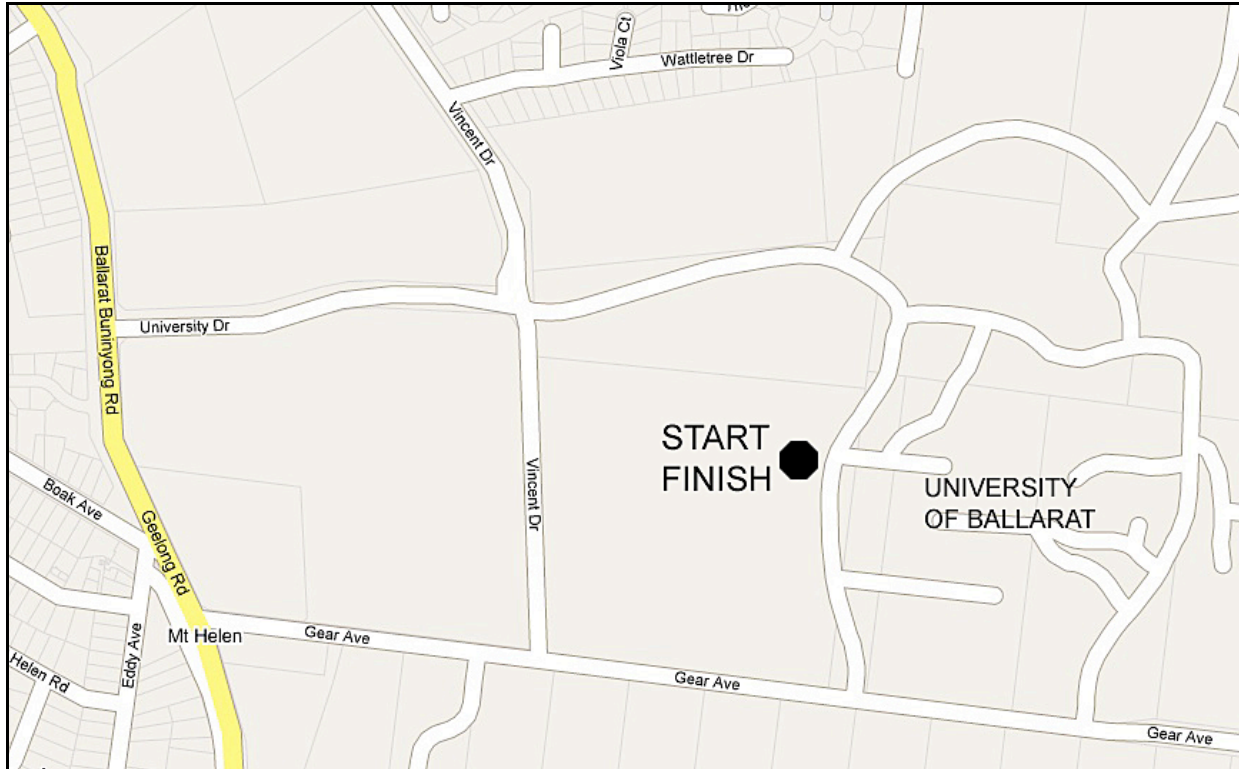 Viola Ct
Wattletree Dr
Vincent Dr
Ballarat Buninyong Rd
University Dr
START
FINISH
Vincent Dr
UNIVERSITY
OF BALLARAT
Boak Ave
Geelong Rd
Mt Helen
Gear Ave
Eddy Ave
Helen Rd
Gear Ave
Gear Ave